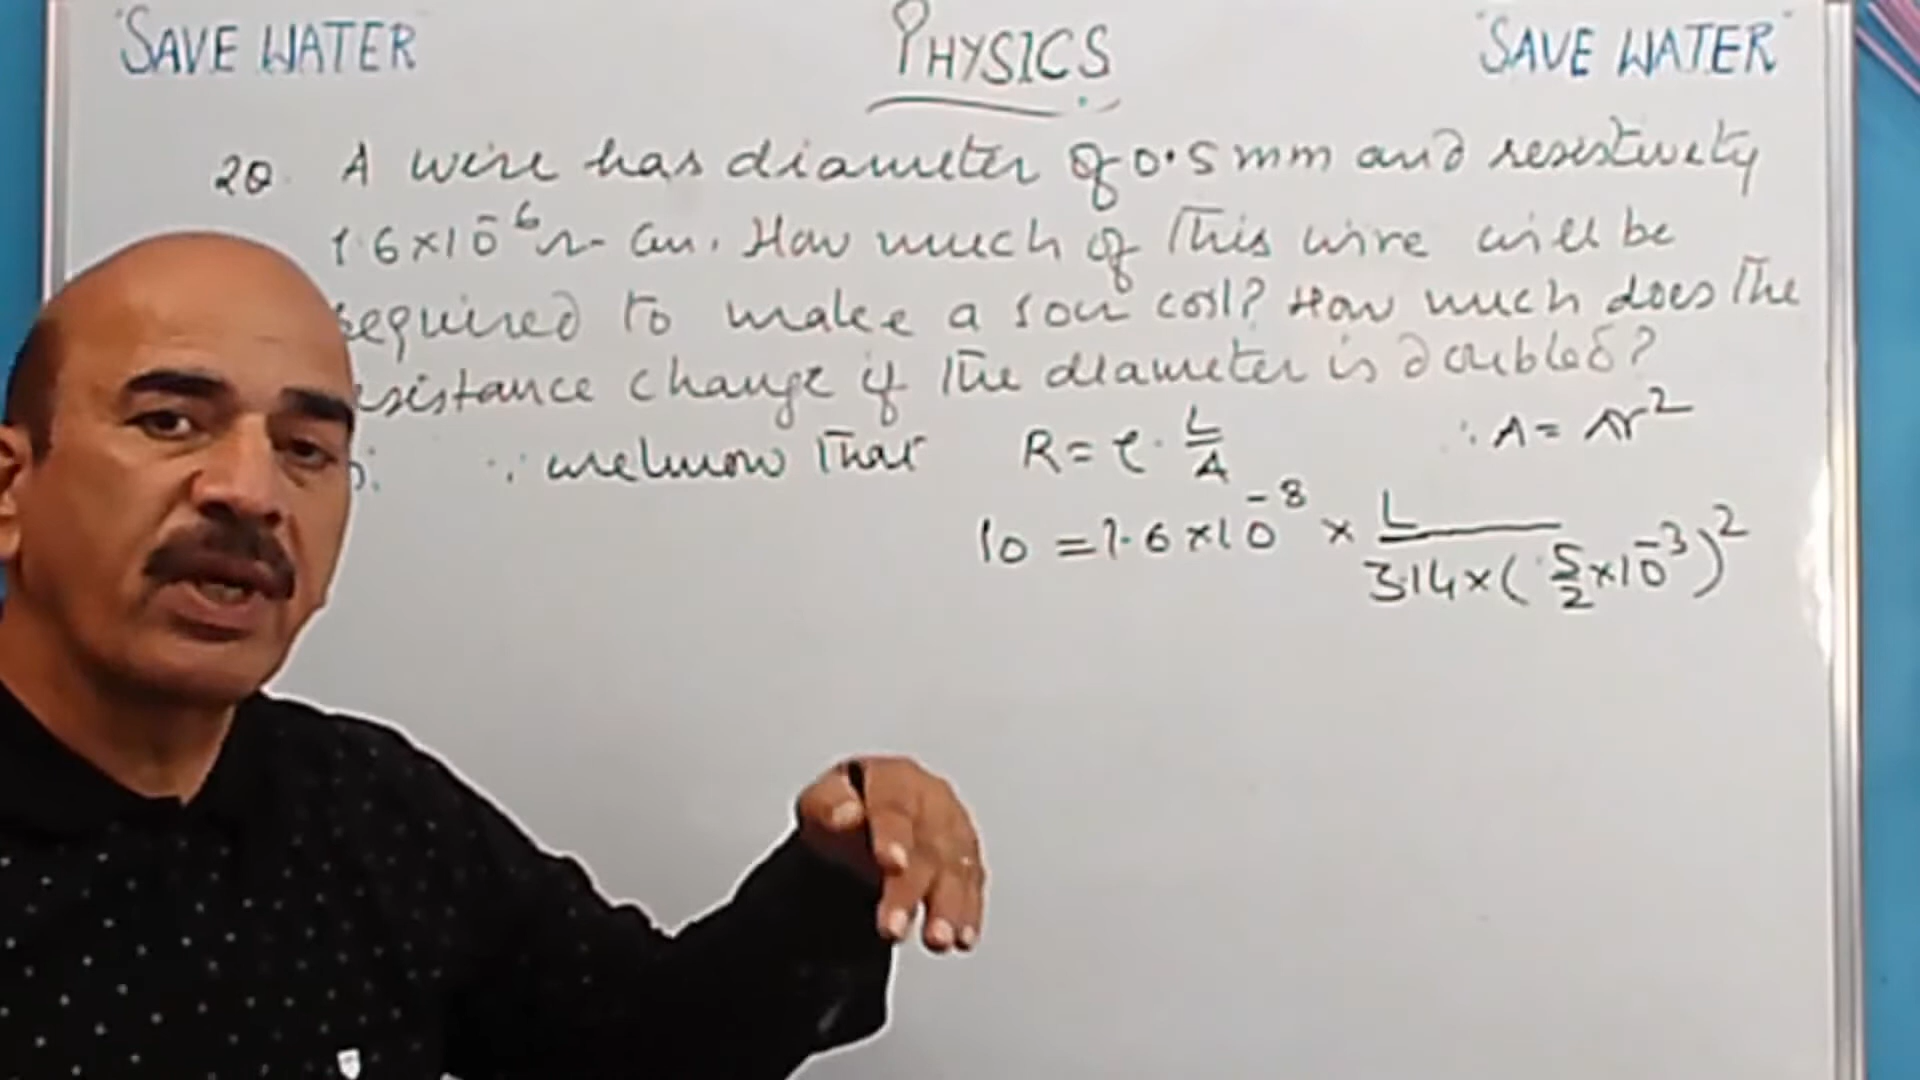 "SAVE WATER" PHYSICS "SAVE WATER"
20. A wire has diameter of 0.5 mm and resistivity
1.6×10⁻⁶ Ω cm. How much of This wire will be
required to make a 10Ω coil? How much does The
resistance change if The diameter is doubled?
∵ we know That R = ρ · L/A ∵ A = πr²
10 = 1.6 × 10⁻⁸ × L / 3.14 × (.5/2 × 10⁻³)²